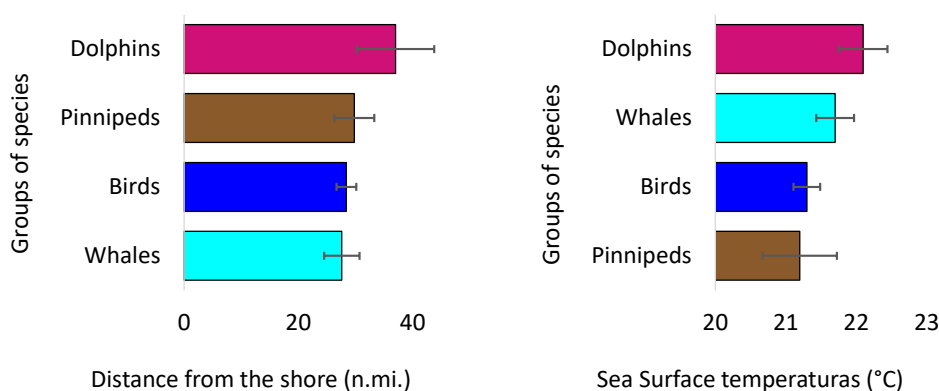 Groups of species
Dolphins
Pinnipeds
Birds
Whales
0 20 40
Distance from the shore (n.mi.)
Groups of species
Dolphins
Whales
Birds
Pinnipeds
20 21 22 23
Sea Surface temperaturas (°C)